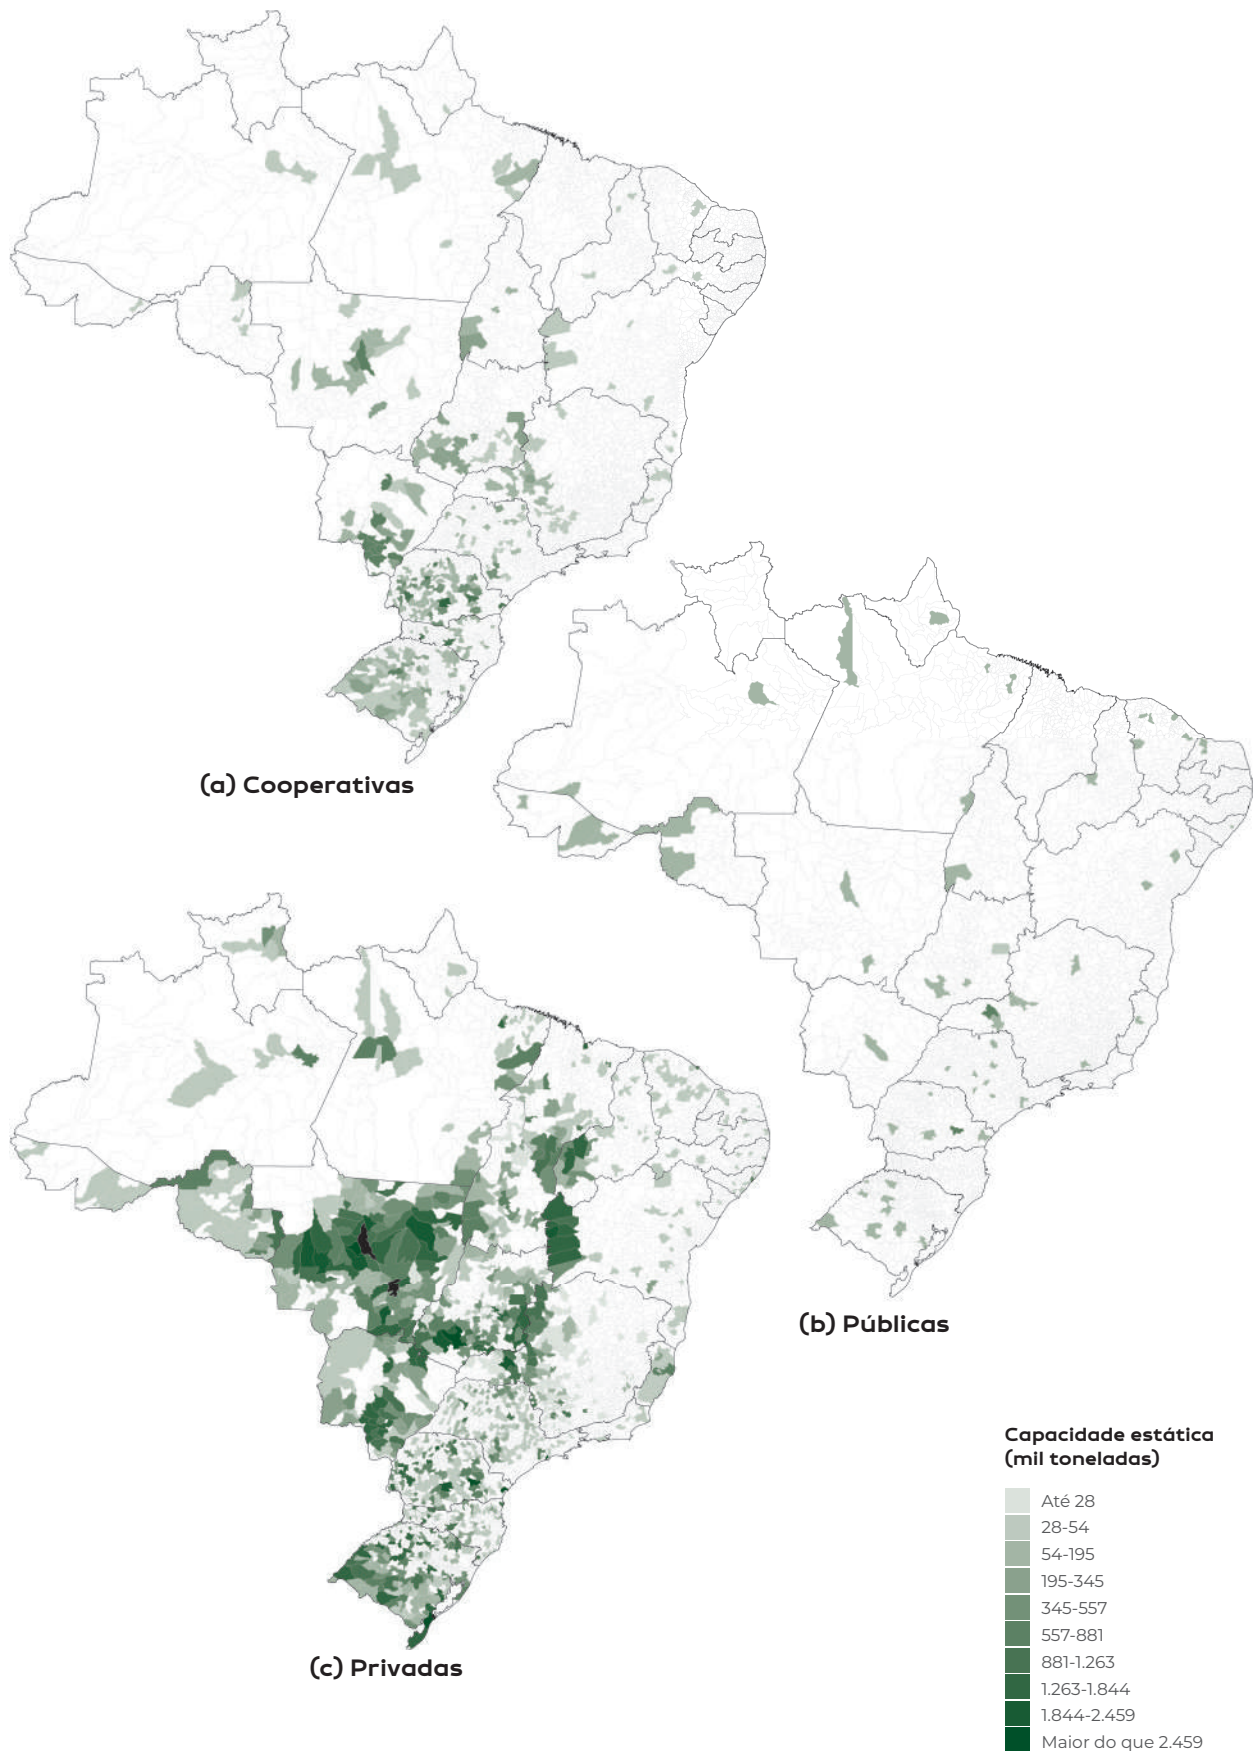 (a) Cooperativas
(b) Públicas
(c) Privadas
Capacidade estática
(mil toneladas)
Até 28
28-54
54-195
195-345
345-557
557-881
881-1.263
1.263-1.844
1.844-2.459
Maior do que 2.459